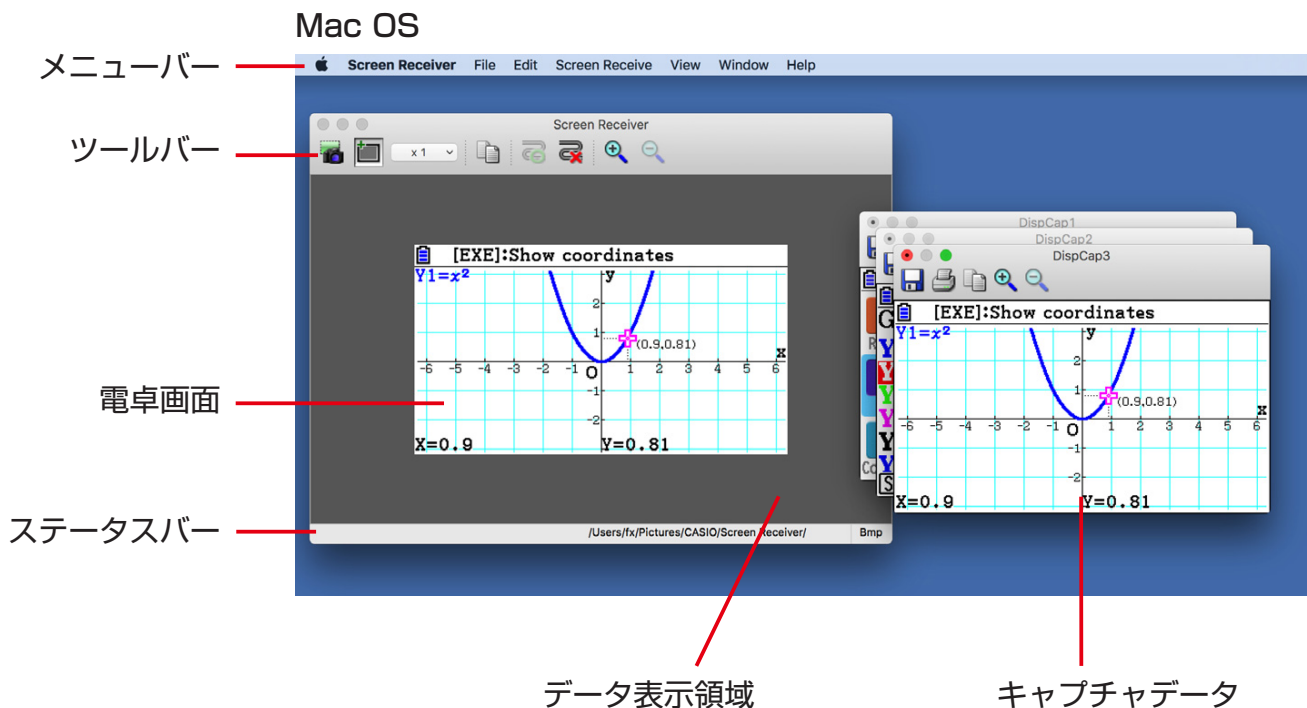 Mac OS
メニューバー
Screen Receiver File Edit Screen Receive View Window Help
Screen Receiver
ツールバー
x 1
DispCap1
DispCap2
DispCap3
[EXE]:Show coordinates
Y1=x²
y
2
1
(0.9,0.81)
x
-6 -5 -4 -3 -2 -1 O 1 2 3 4 5 6
-1
-2
X=0.9 Y=0.81
電卓画面
[EXE]:Show coordinates
Y1=x²
y
2
1
(0.9,0.81)
x
-6 -5 -4 -3 -2 -1 O 1 2 3 4 5 6
-1
-2
X=0.9 Y=0.81
ステータスバー
/Users/fx/Pictures/CASIO/Screen Receiver/ Bmp
データ表示領域
キャプチャデータ